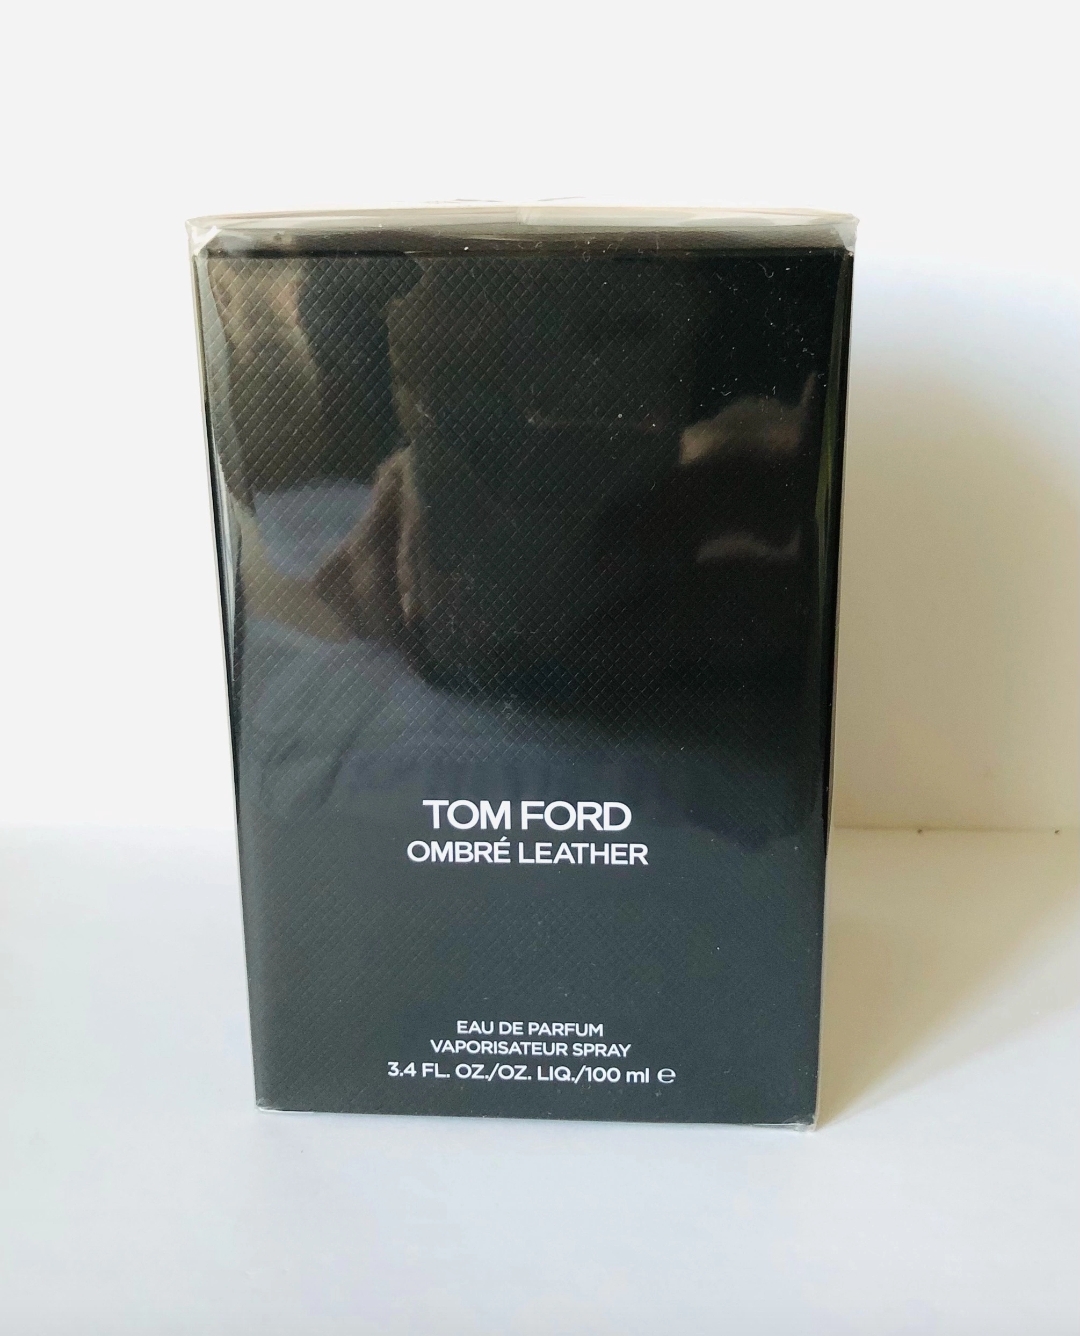 TOM FORD
OMBRÉ LEATHER
EAU DE PARFUM
VAPORISATEUR SPRAY
3.4 FL. OZ./OZ. LIQ./100 ml ℮